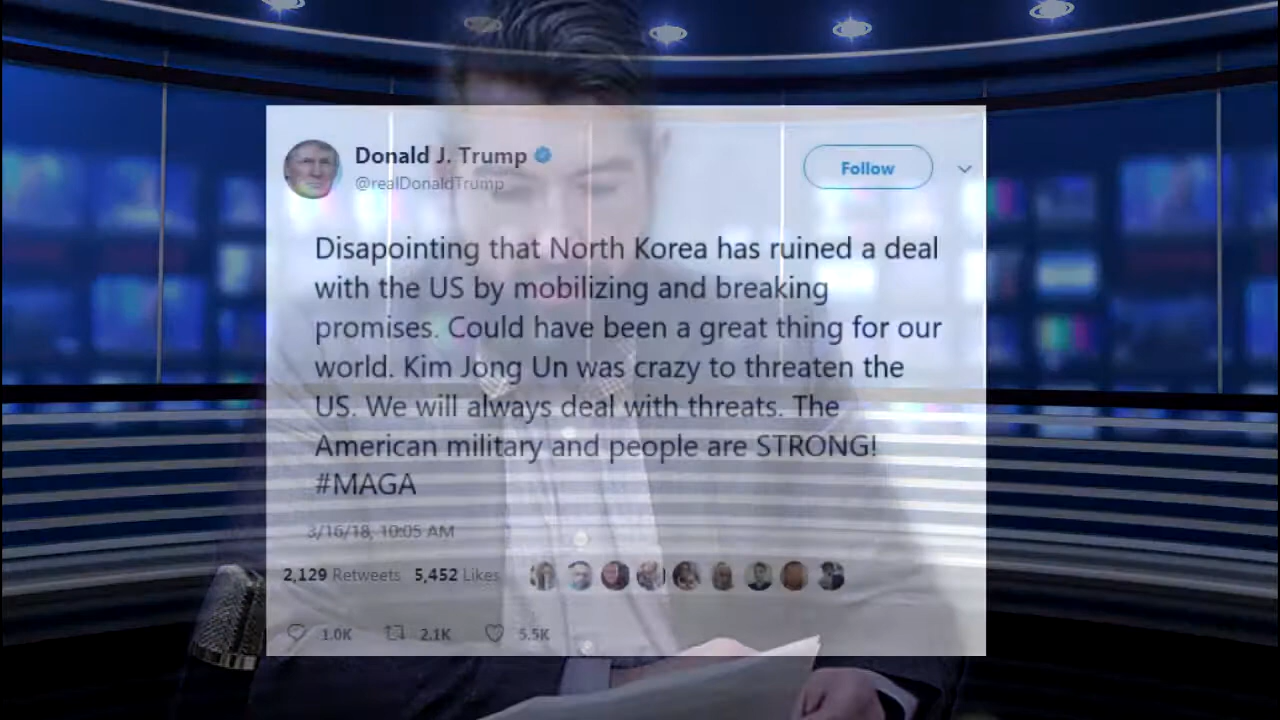 Donald J. Trump
@realDonaldTrump
Follow
Disapointing that North Korea has ruined a deal
with the US by mobilizing and breaking
promises. Could have been a great thing for our
world. Kim Jong Un was crazy to threaten the
US. We will always deal with threats. The
American military and people are STRONG!
#MAGA
3/16/18, 10:05 AM
2,129 Retweets 5,452 Likes
1.0K 2.1K 5.5K